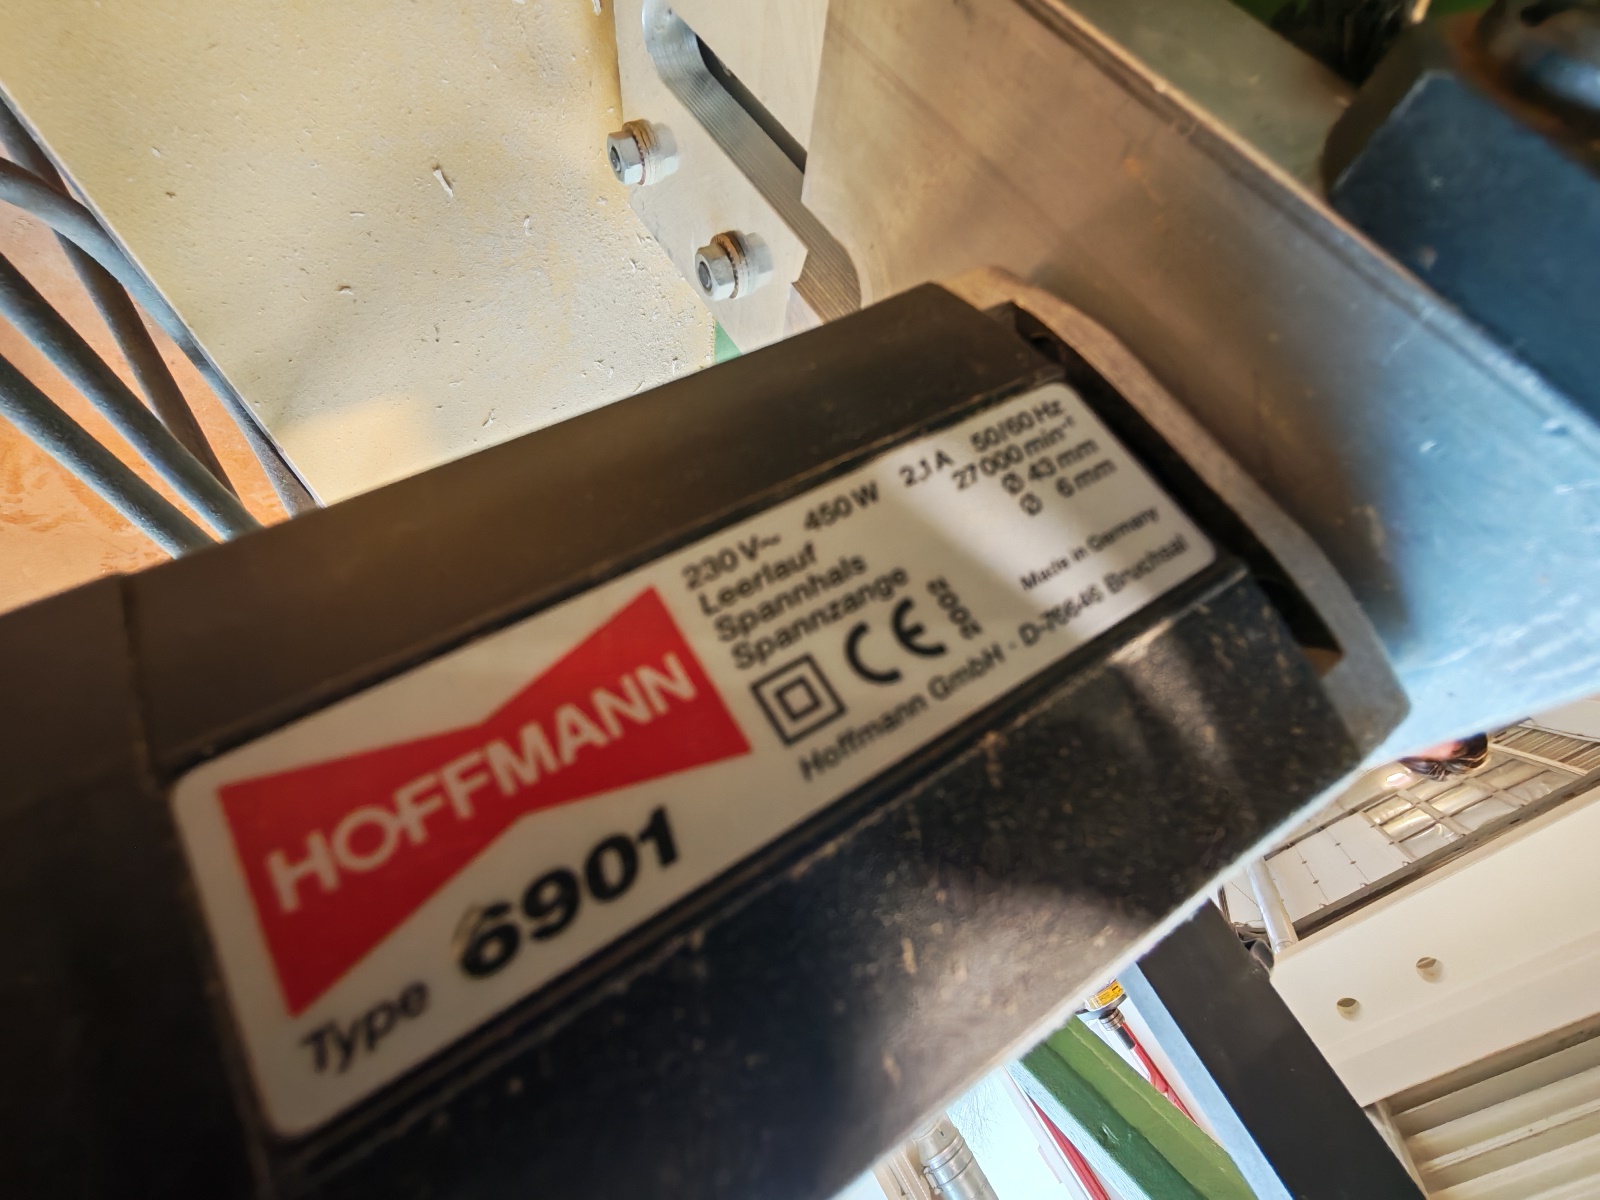 HOFFMANN
Type 6901
230 V~ 450 W 2,1 A 50/60 Hz
Leerlauf 27 000 min⁻¹
Spannhals Ø 43 mm
Spannzange Ø 6 mm
CE 2002
Made in Germany
Hoffmann GmbH · D-76646 Bruchsal